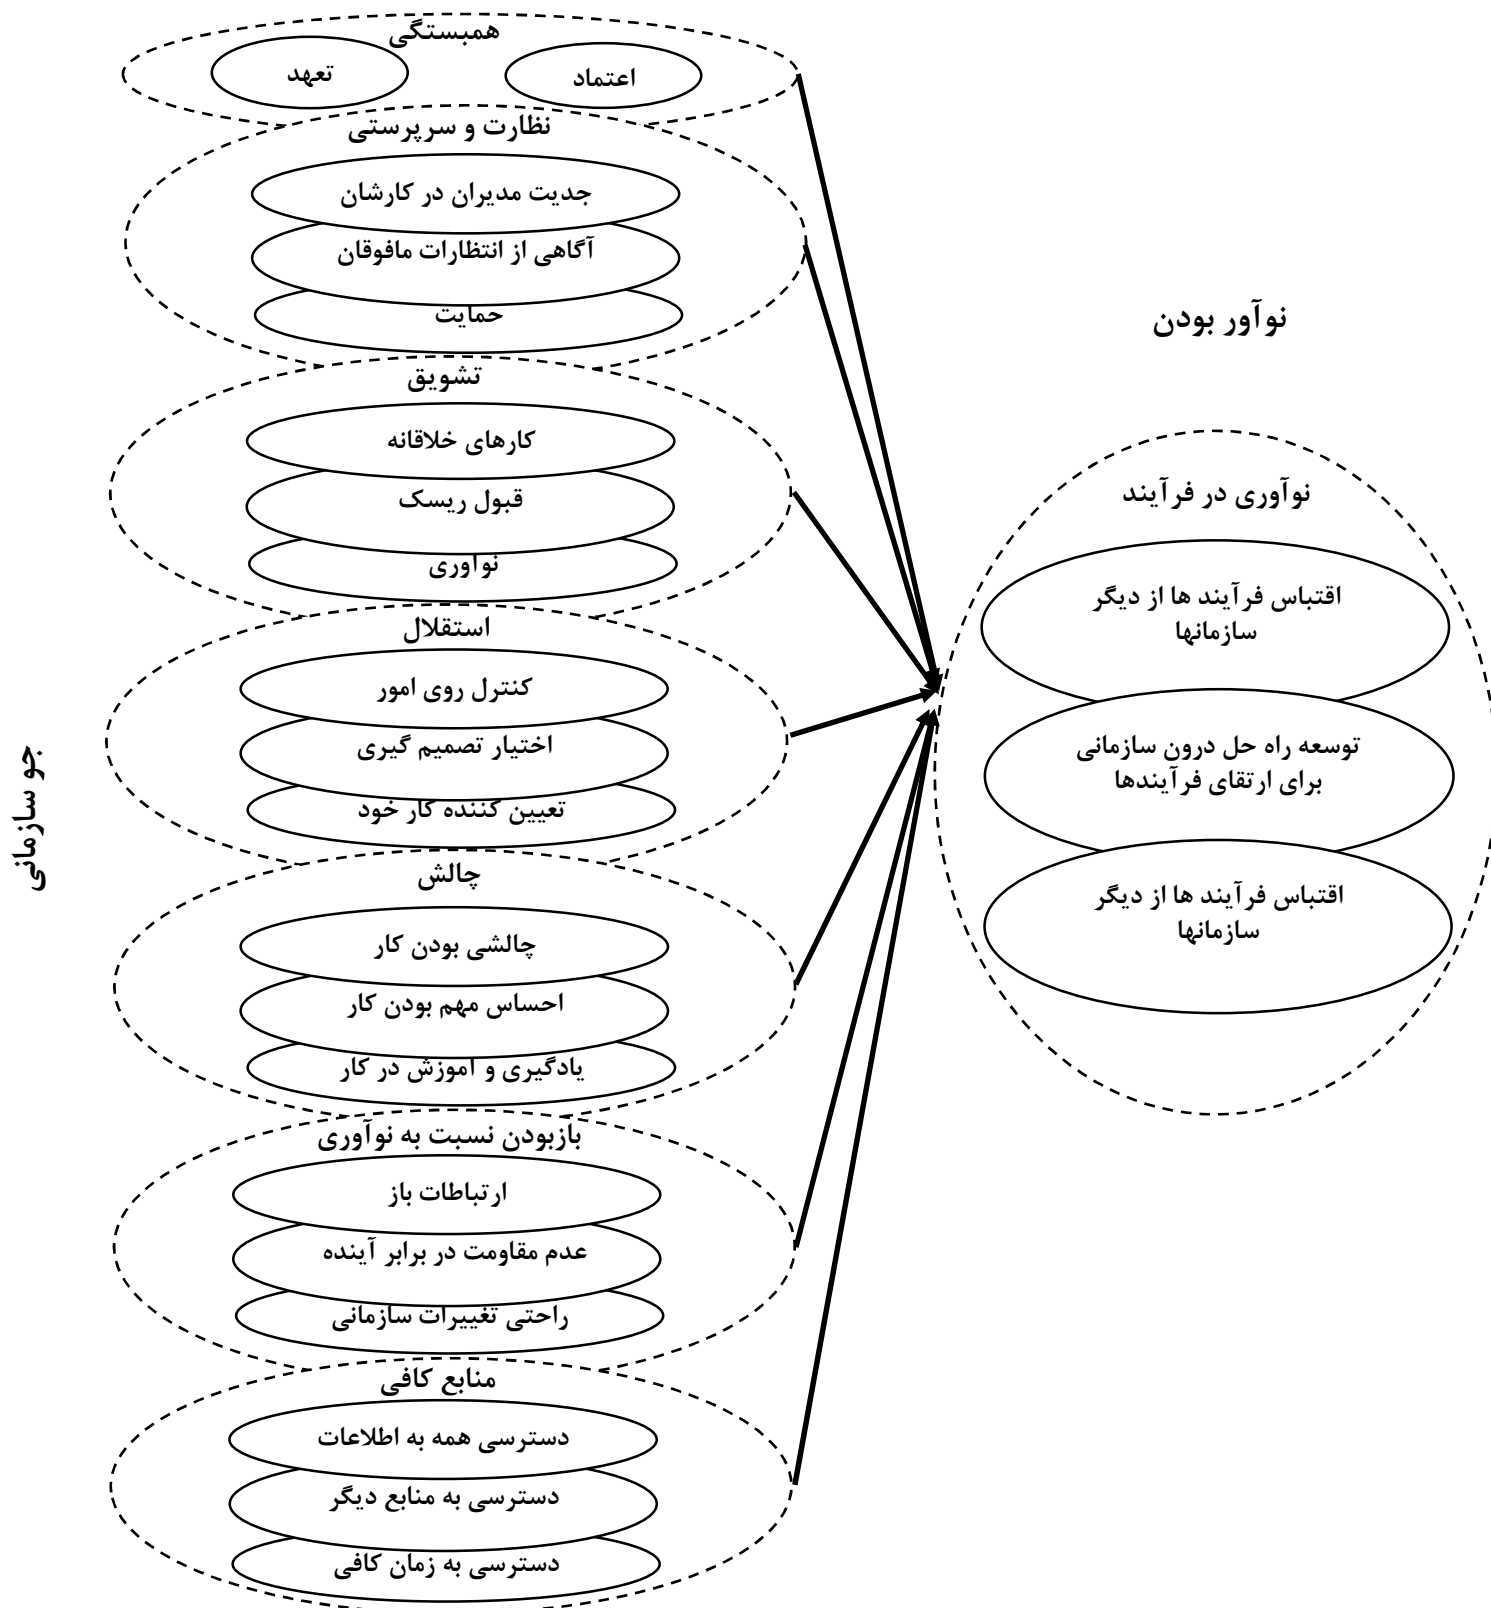 همبستگی
اعتماد
تعهد
نظارت و سرپرستی
جدیت مدیران در کارشان
آگاهی از انتظارات مافوقان
حمایت
تشویق
کارهای خلاقانه
قبول ریسک
نوآوری
استقلال
کنترل روی امور
اختیار تصمیم گیری
تعیین کننده کار خود
چالش
چالشی بودن کار
احساس مهم بودن کار
یادگیری و آموزش در کار
بازبودن نسبت به نوآوری
ارتباطات باز
عدم مقاومت در برابر آینده
راحتی تغییرات سازمانی
منابع کافی
دسترسی همه به اطلاعات
دسترسی به منابع دیگر
دسترسی به زمان کافی
جو سازمانی
نوآور بودن
نوآوری در فرآیند
اقتباس فرآیند ها از دیگر
سازمانها
توسعه راه حل درون سازمانی
برای ارتقای فرآیندها
اقتباس فرآیند ها از دیگر
سازمانها